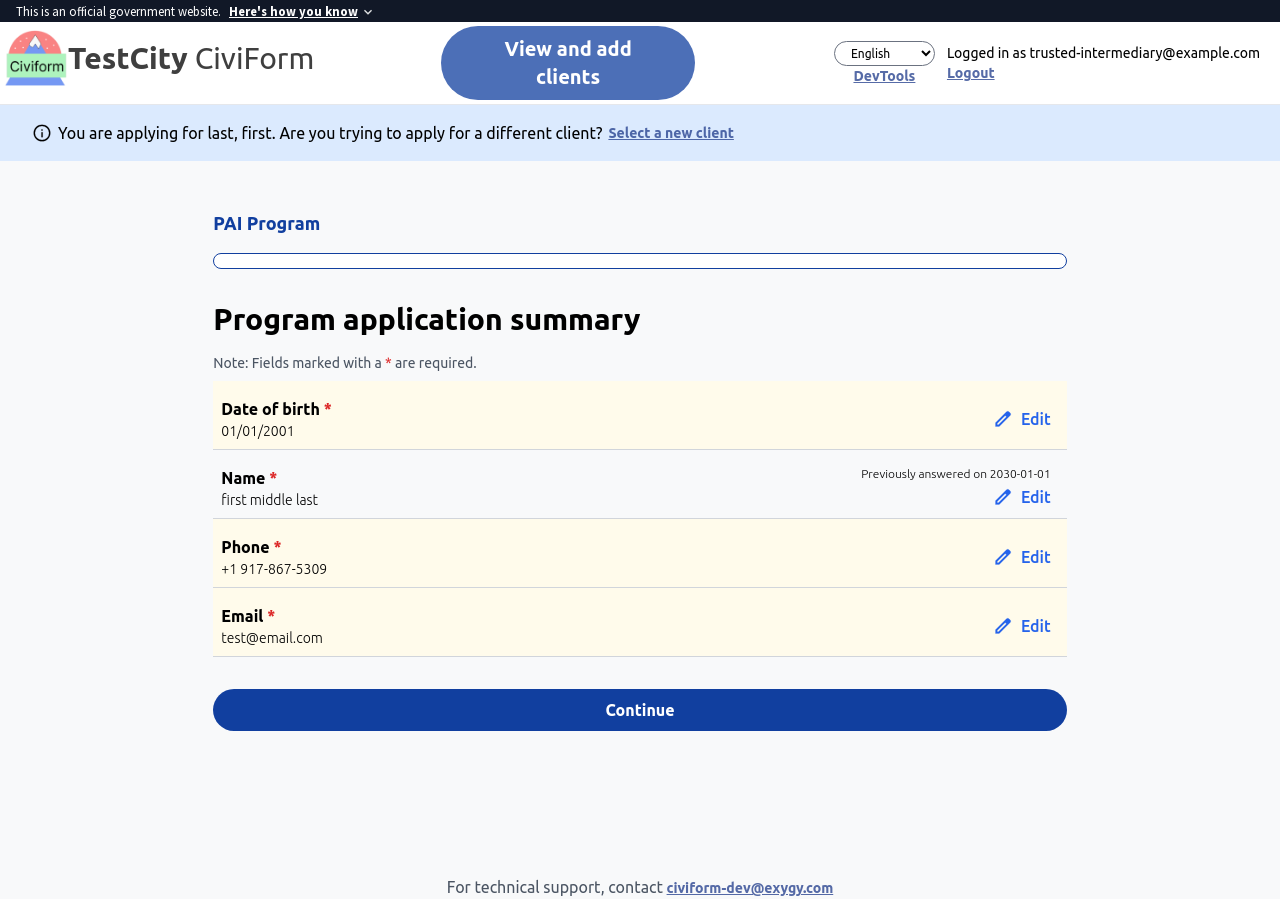 This is an official government website. Here's how you know
Civiform
TestCity CiviForm
View and add
clients
English
DevTools
Logged in as trusted-intermediary@example.com
Logout
You are applying for last, first. Are you trying to apply for a different client? Select a new client
PAI Program
Program application summary
Note: Fields marked with a * are required.
Date of birth *
01/01/2001
Edit
Name *
first middle last
Previously answered on 2030-01-01
Edit
Phone *
+1 917-867-5309
Edit
Email *
test@email.com
Edit
Continue
For technical support, contact civiform-dev@exygy.com